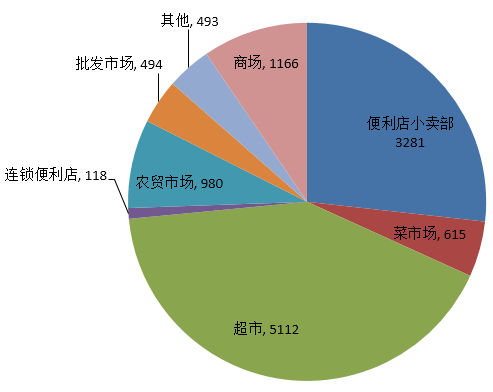 其他, 493
商场, 1166
批发市场, 494
便利店小卖部
3281
连锁便利店, 118
农贸市场, 980
菜市场, 615
超市, 5112